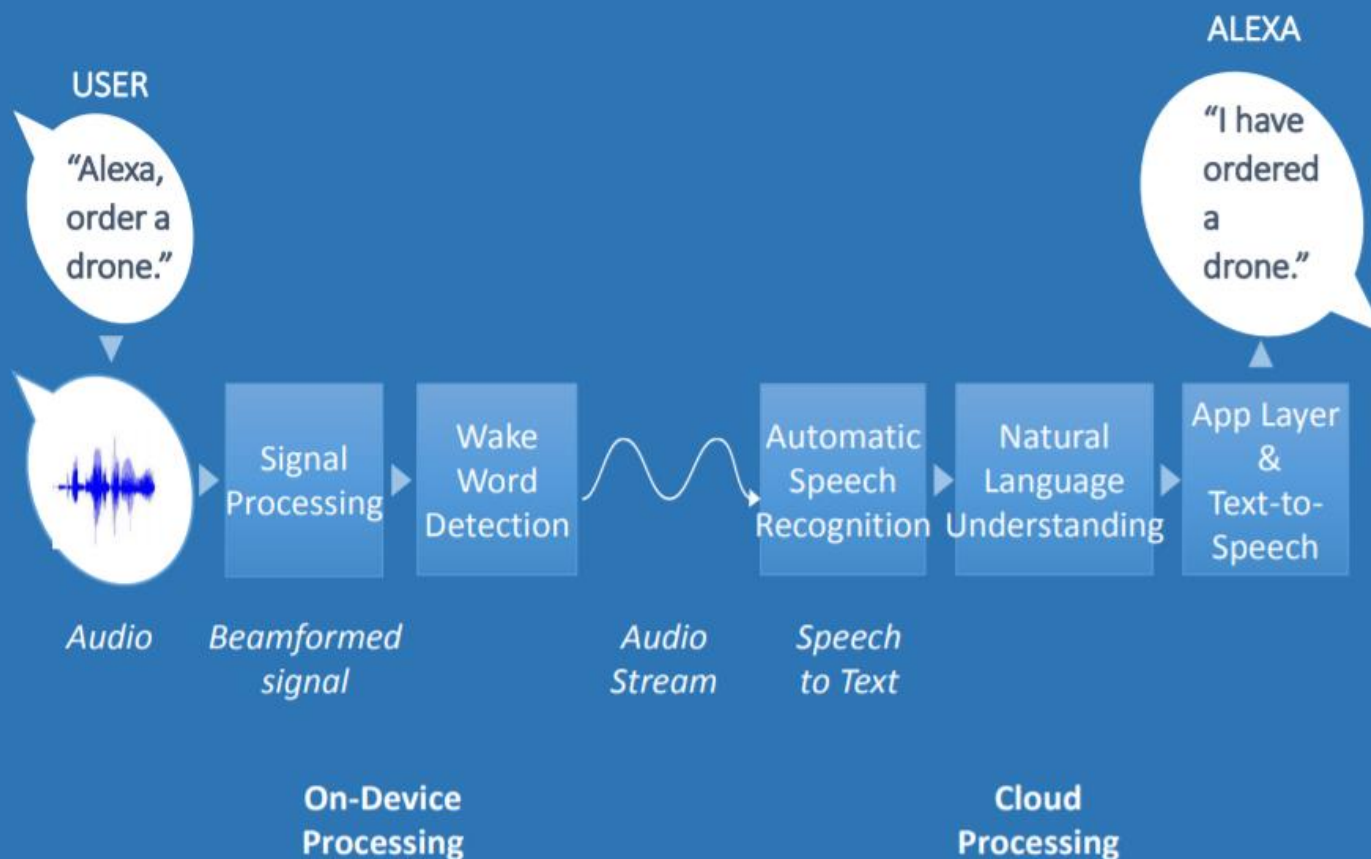 USER
“Alexa,
order a
drone.”
ALEXA
“I have
ordered
a
drone.”
Signal
Processing
Wake
Word
Detection
Automatic
Speech
Recognition
Natural
Language
Understanding
App Layer
&
Text-to-
Speech
Audio
Beamformed
signal
Audio
Stream
Speech
to Text
On-Device
Processing
Cloud
Processing